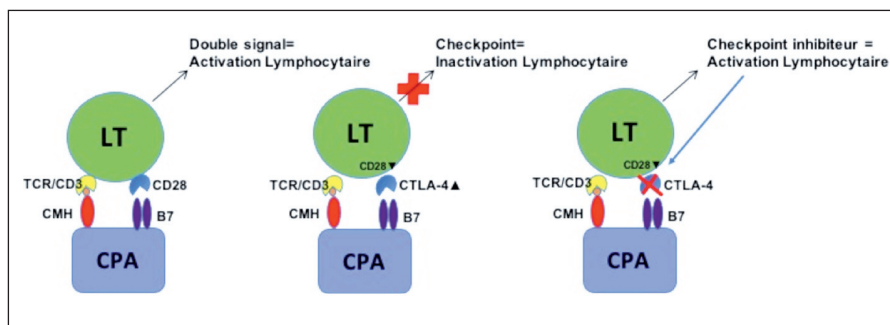 Double signal=
Activation Lymphocytaire
LT
TCR/CD3
CD28
CMH
B7
CPA
Checkpoint=
Inactivation Lymphocytaire
LT
CD28▼
TCR/CD3
CTLA-4▲
CMH
B7
CPA
Checkpoint inhibiteur =
Activation Lymphocytaire
LT
CD28▼
TCR/CD3
CTLA-4
CMH
B7
CPA